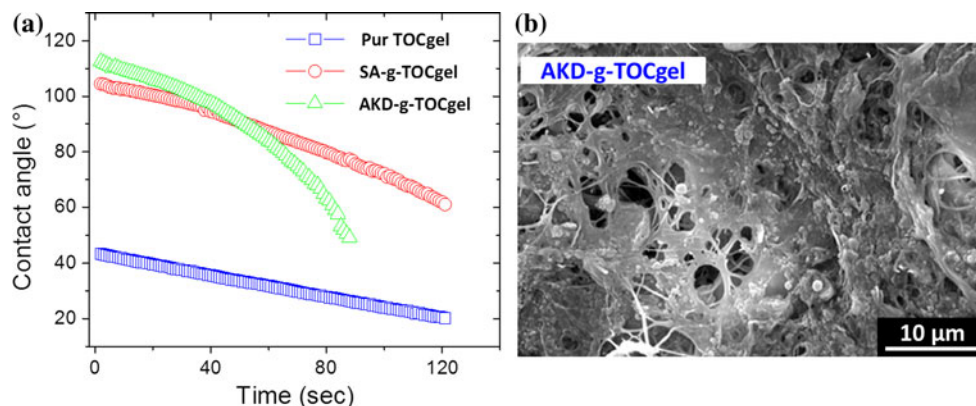 (a)
120
100
80
60
40
20
Contact angle (°)
0 40 80 120
Time (sec)
Pur TOCgel
SA-g-TOCgel
AKD-g-TOCgel
(b)
AKD-g-TOCgel
10 µm